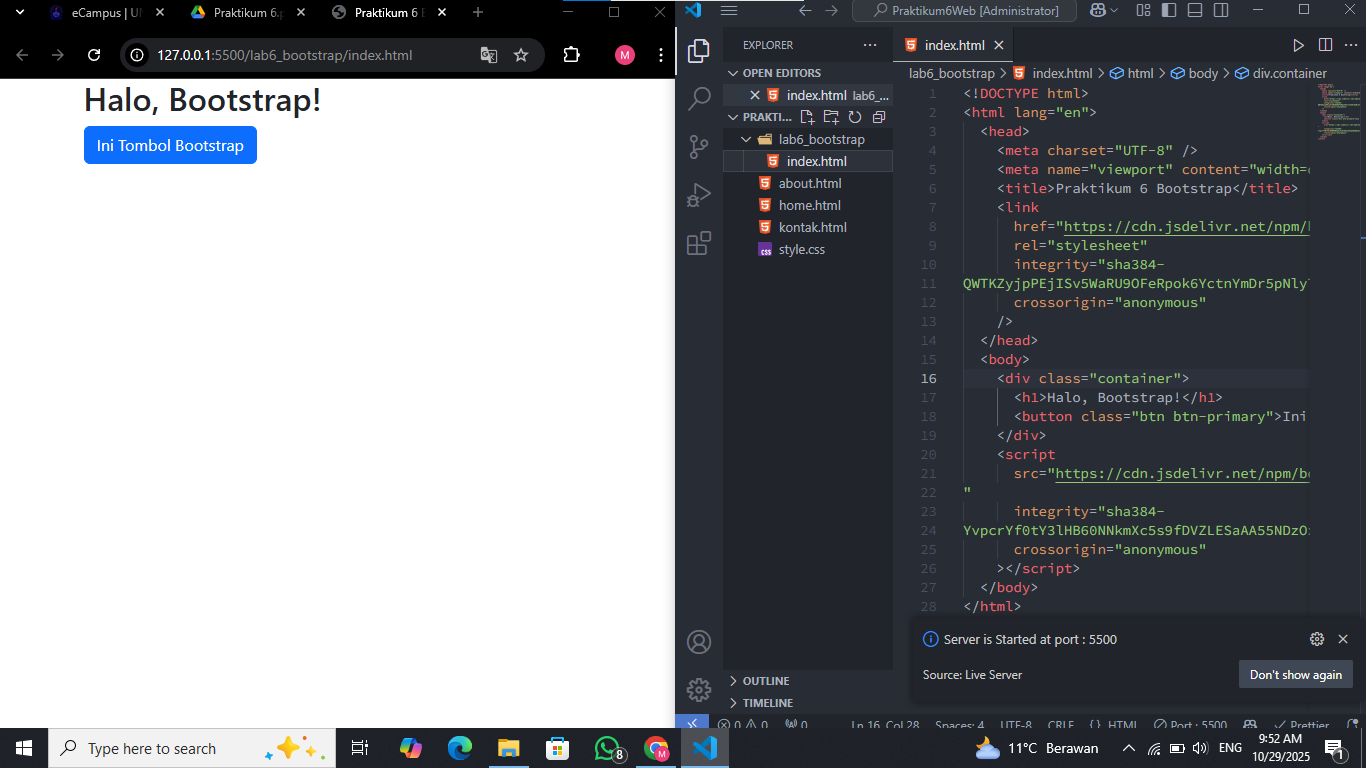 eCampus | UN
Praktikum 6.p
Praktikum 6 B
127.0.0.1:5500/lab6_bootstrap/index.html
M
Halo, Bootstrap!
Ini Tombol Bootstrap
Praktikum6Web [Administrator]
EXPLORER
OPEN EDITORS
index.html lab6_...
PRAKTI...
lab6_bootstrap
index.html
about.html
home.html
kontak.html
style.css
OUTLINE
TIMELINE
index.html
lab6_bootstrap > index.html > html > body > div.container
1 <!DOCTYPE html>
2 <html lang="en">
3 <head>
4 <meta charset="UTF-8" />
5 <meta name="viewport" content="width=d
6 <title>Praktikum 6 Bootstrap</title>
7 <link
8 href="https://cdn.jsdelivr.net/npm/b
9 rel="stylesheet"
10 integrity="sha384-
11 QWTKZyjpPEjISv5WaRU9OFeRpok6YctnYmDr5pNly
12 crossorigin="anonymous"
13 />
14 </head>
15 <body>
16 <div class="container">
17 <h1>Halo, Bootstrap!</h1>
18 <button class="btn btn-primary">Ini
19 </div>
20 <script
21 src="https://cdn.jsdelivr.net/npm/bo
22 "
23 integrity="sha384-
24 YvpcrYf0tY3lHB60NNkmXc5s9fDVZLESaAA55NDzO
25 crossorigin="anonymous"
26 ></script>
27 </body>
28 </html>
Server is Started at port : 5500
Source: Live Server
Don't show again
0 0 0 Ln 16, Col 28 Spaces: 4 UTF-8 CRLF {} HTML Port : 5500 Prettier
Type here to search
8
M
11°C Berawan
ENG
9:52 AM
10/29/2025
1